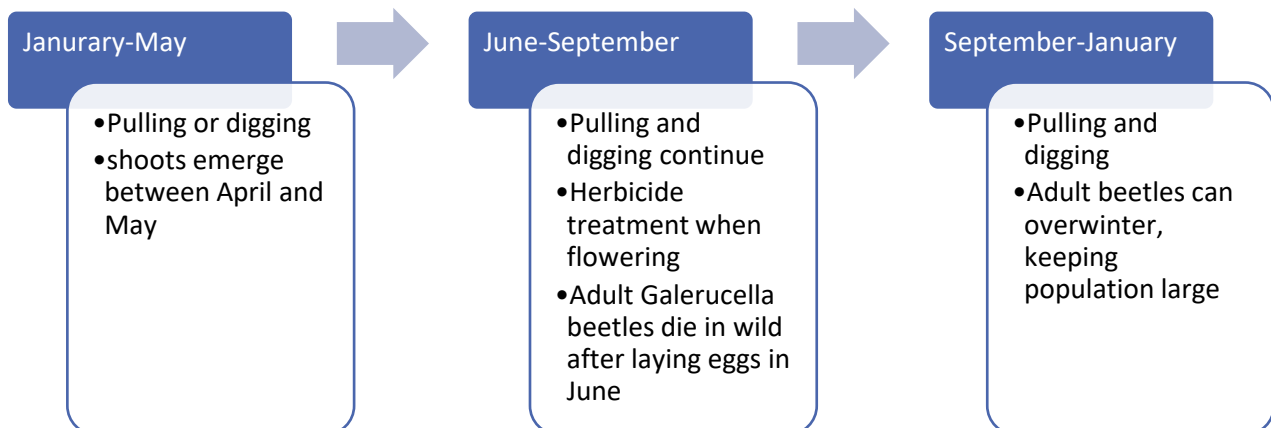 Janurary-May
•Pulling or digging
•shoots emerge
between April and
May
June-September
•Pulling and
digging continue
•Herbicide
treatment when
flowering
•Adult Galerucella
beetles die in wild
after laying eggs in
June
September-January
•Pulling and
digging
•Adult beetles can
overwinter,
keeping
population large